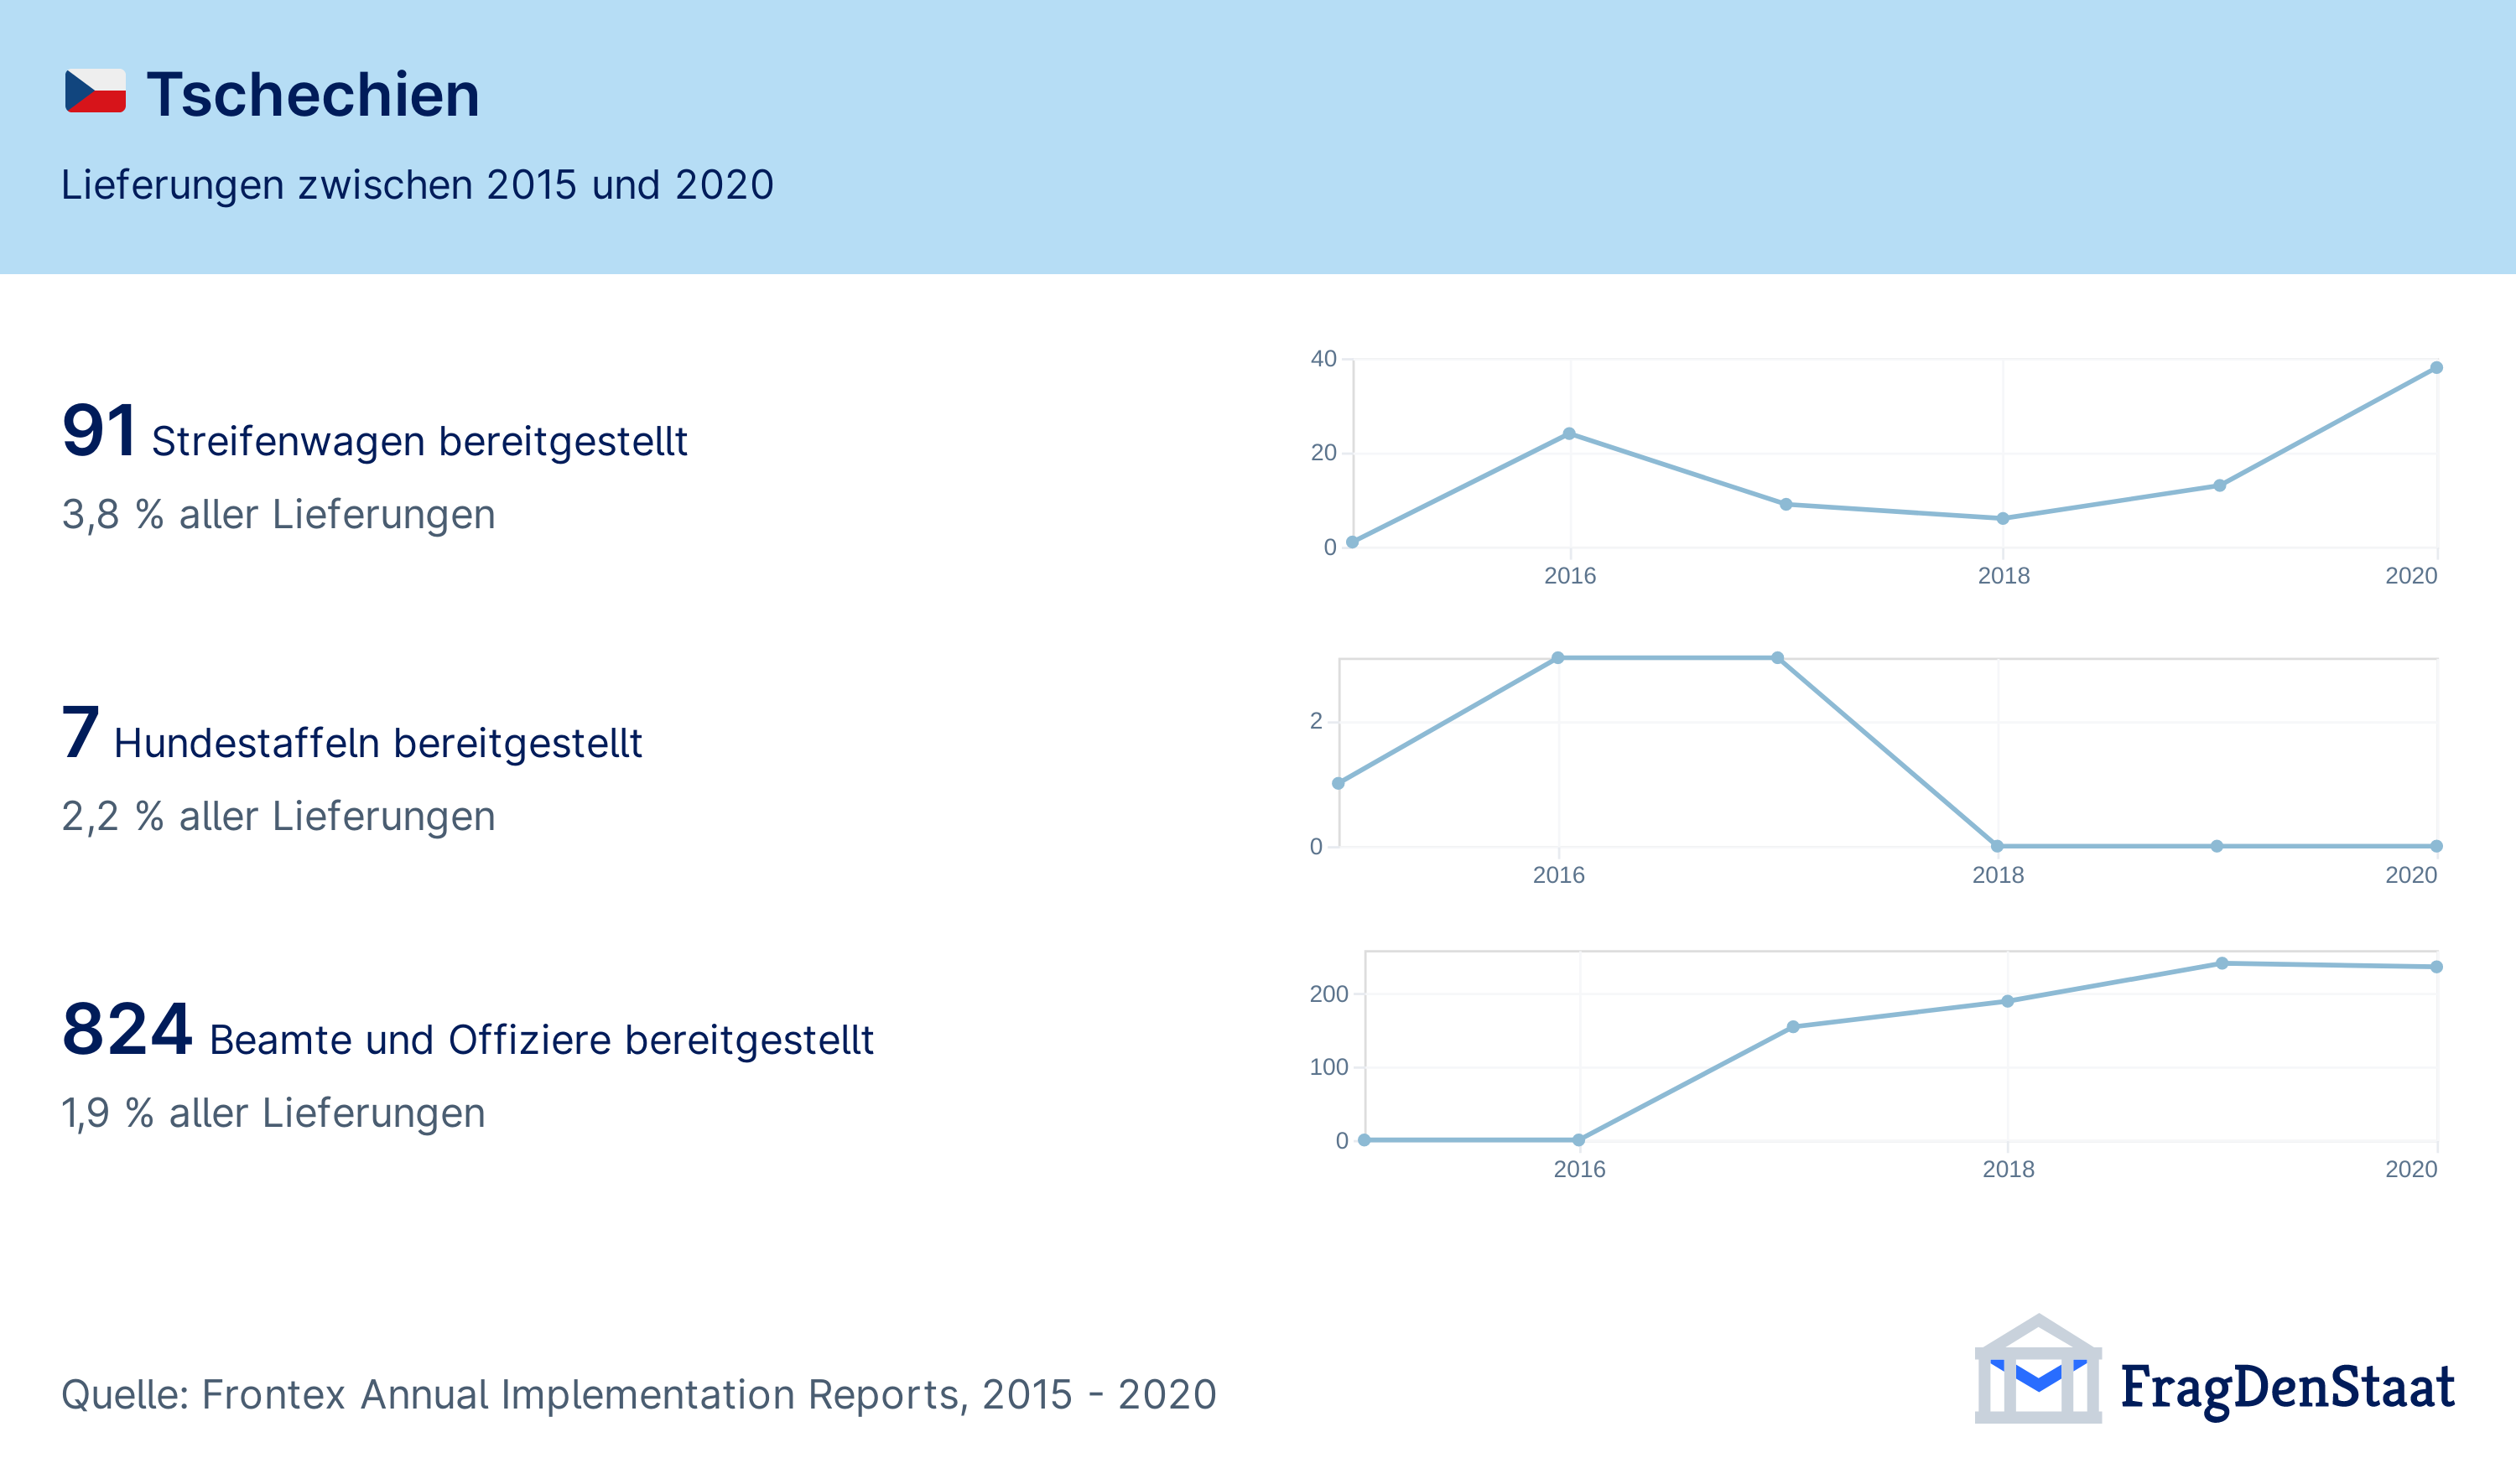 Tschechien
Lieferungen zwischen 2015 und 2020
91 Streifenwagen bereitgestellt
3,8 % aller Lieferungen
40
20
0
2016 2018 2020
7 Hundestaffeln bereitgestellt
2,2 % aller Lieferungen
2
0
2016 2018 2020
824 Beamte und Offiziere bereitgestellt
1,9 % aller Lieferungen
200
100
0
2016 2018 2020
Quelle: Frontex Annual Implementation Reports, 2015 - 2020
FragDenStaat